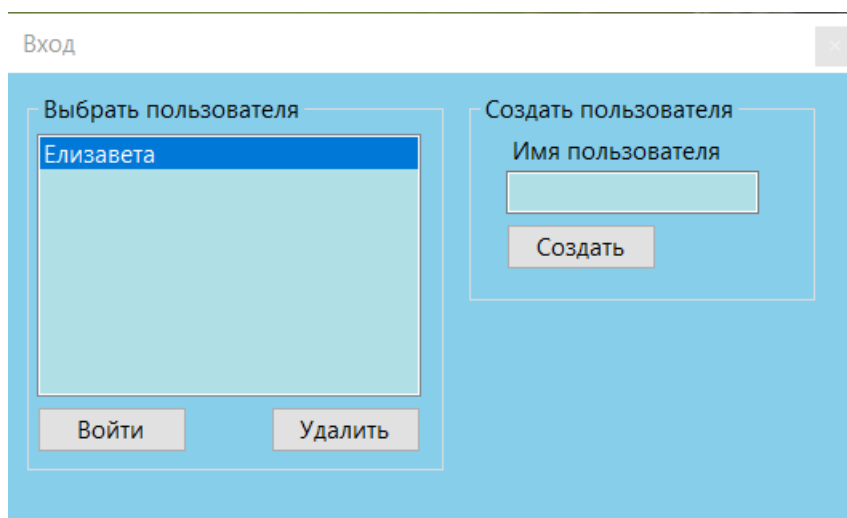 Вход
Выбрать пользователя
Елизавета
Войти
Удалить
Создать пользователя
Имя пользователя
Создать